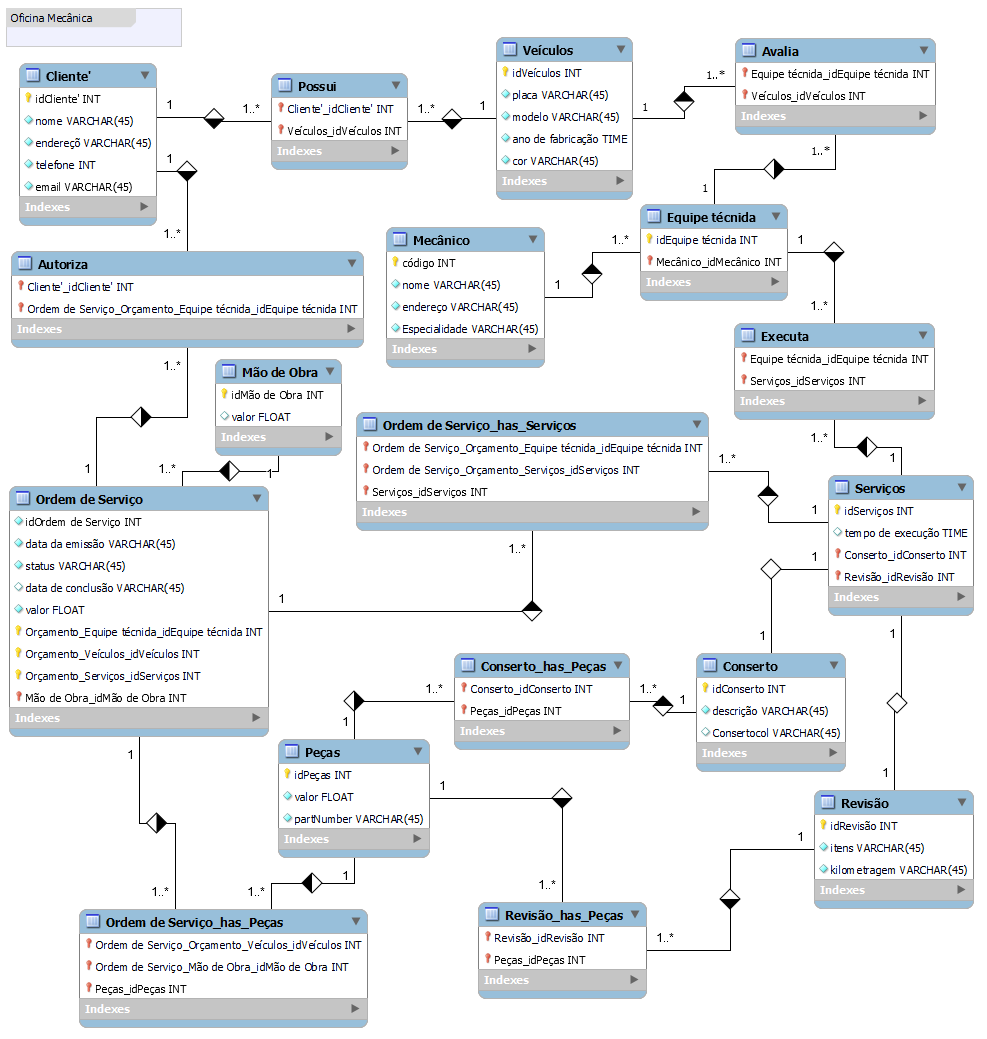 Oficina Mecânica
Cliente'
idCliente' INT
nome VARCHAR(45)
endereçõ VARCHAR(45)
telefone INT
email VARCHAR(45)
Indexes
1
1..*
Possui
Cliente'_idCliente' INT
Veículos_idVeículos INT
Indexes
1..*
1
Veículos
idVeículos INT
placa VARCHAR(45)
modelo VARCHAR(45)
ano de fabricação TIME
cor VARCHAR(45)
Indexes
1
1..*
Avalia
Equipe técnida_idEquipe técnida INT
Veículos_idVeículos INT
Indexes
1..*
1
1
1..*
Autoriza
Cliente'_idCliente' INT
Ordem de Serviço_Orçamento_Equipe técnida_idEquipe técnida INT
Indexes
1..*
1
Mecânico
código INT
nome VARCHAR(45)
endereço VARCHAR(45)
Especialidade VARCHAR(45)
Indexes
1
1..*
Equipe técnida
idEquipe técnida INT
Mecânico_idMecânico INT
Indexes
1
1..*
Executa
Equipe técnida_idEquipe técnida INT
Serviços_idServiços INT
Indexes
1..*
1
Mão de Obra
idMão de Obra INT
valor FLOAT
Indexes
1..*
1
Ordem de Serviço_has_Serviços
Ordem de Serviço_Orçamento_Equipe técnida_idEquipe técnida INT
Ordem de Serviço_Orçamento_Serviços_idServiços INT
Serviços_idServiços INT
Indexes
1..*
1
1..*
1
Serviços
idServiços INT
tempo de execução TIME
Conserto_idConserto INT
Revisão_idRevisão INT
Indexes
1
1
1
1
Ordem de Serviço
idOrdem de Serviço INT
data da emissão VARCHAR(45)
status VARCHAR(45)
data de conclusão VARCHAR(45)
valor FLOAT
Orçamento_Equipe técnida_idEquipe técnida INT
Orçamento_Veículos_idVeículos INT
Orçamento_Serviços_idServiços INT
Mão de Obra_idMão de Obra INT
Indexes
1
1..*
Conserto_has_Peças
Conserto_idConserto INT
Peças_idPeças INT
Indexes
1..*
1
1..*
1
Conserto
idConserto INT
descrição VARCHAR(45)
Consertocol VARCHAR(45)
Indexes
Peças
idPeças INT
valor FLOAT
partNumber VARCHAR(45)
Indexes
1
1..*
1
1..*
Revisão
idRevisão INT
itens VARCHAR(45)
kilometragem VARCHAR(45)
Indexes
1
1..*
Ordem de Serviço_has_Peças
Ordem de Serviço_Orçamento_Veículos_idVeículos INT
Ordem de Serviço_Mão de Obra_idMão de Obra INT
Peças_idPeças INT
Indexes
Revisão_has_Peças
Revisão_idRevisão INT
Peças_idPeças INT
Indexes